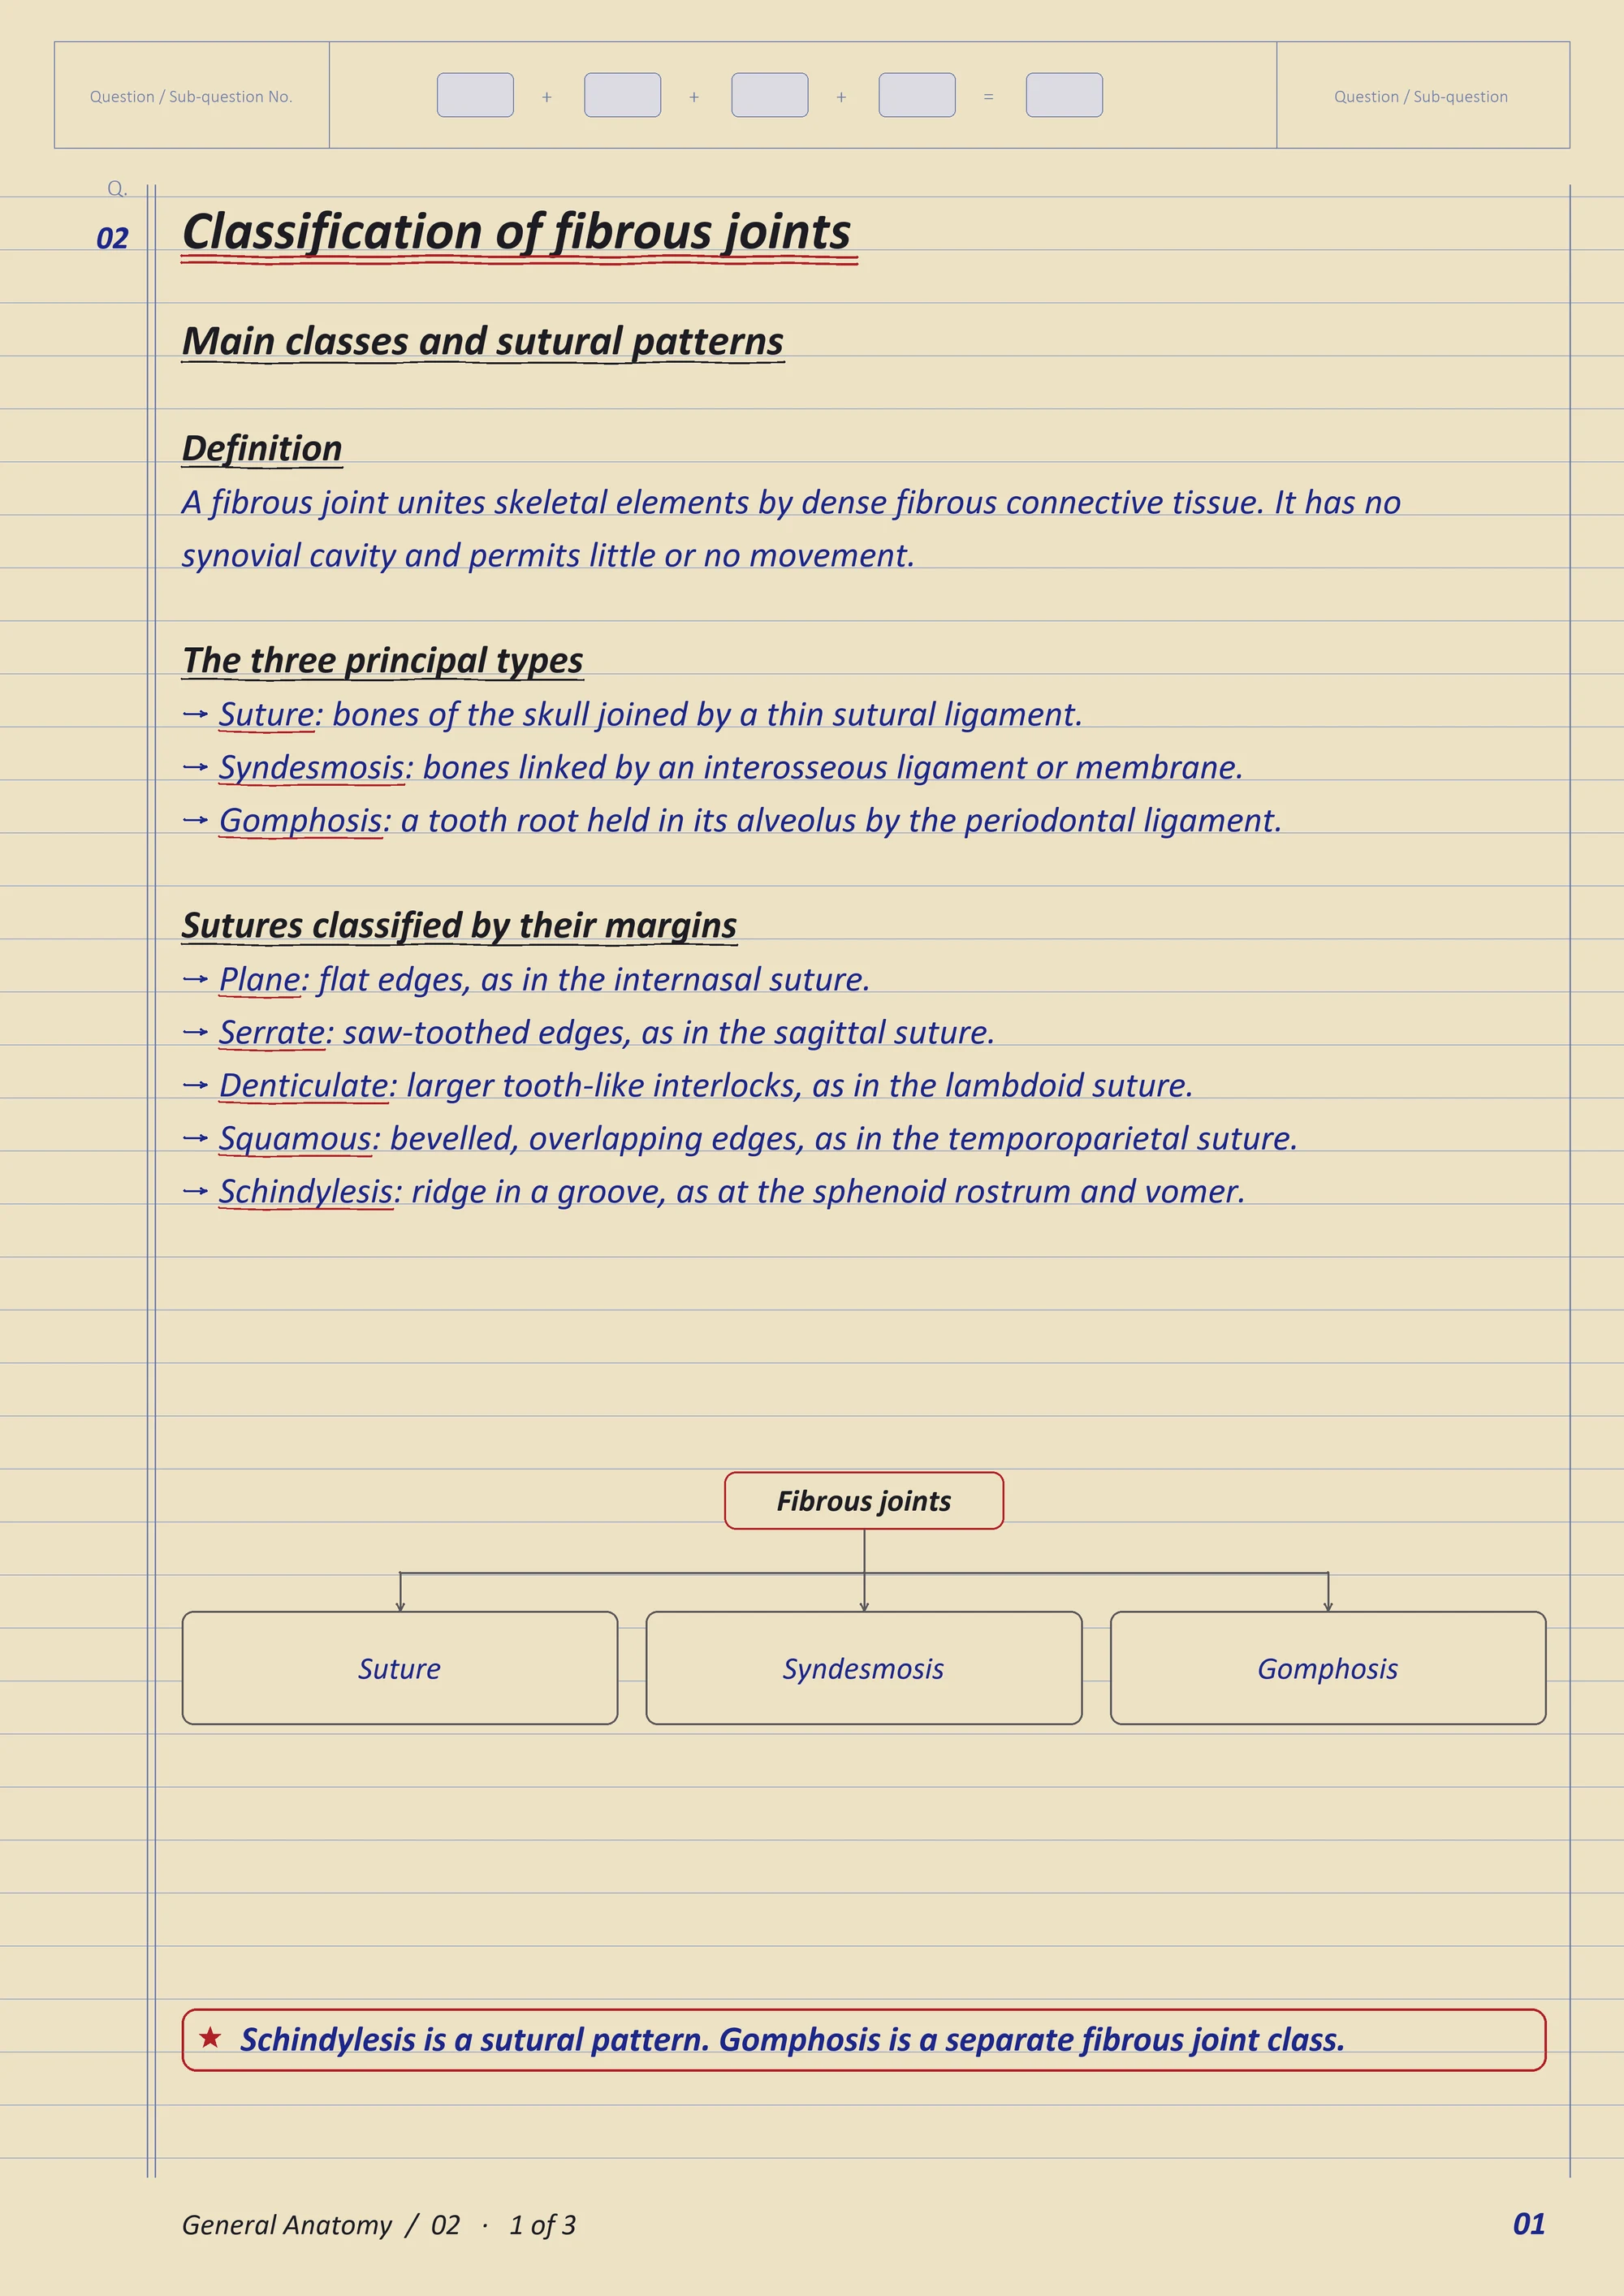 Question / Sub-question No.
+ + + =
Question / Sub-question
Q.
02
Classification of fibrous joints
Main classes and sutural patterns
Definition
A fibrous joint unites skeletal elements by dense fibrous connective tissue. It has no
synovial cavity and permits little or no movement.
The three principal types
→ Suture: bones of the skull joined by a thin sutural ligament.
→ Syndesmosis: bones linked by an interosseous ligament or membrane.
→ Gomphosis: a tooth root held in its alveolus by the periodontal ligament.
Sutures classified by their margins
→ Plane: flat edges, as in the internasal suture.
→ Serrate: saw-toothed edges, as in the sagittal suture.
→ Denticulate: larger tooth-like interlocks, as in the lambdoid suture.
→ Squamous: bevelled, overlapping edges, as in the temporoparietal suture.
→ Schindylesis: ridge in a groove, as at the sphenoid rostrum and vomer.
Fibrous joints
Suture
Syndesmosis
Gomphosis
★ Schindylesis is a sutural pattern. Gomphosis is a separate fibrous joint class.
General Anatomy / 02 · 1 of 3
01